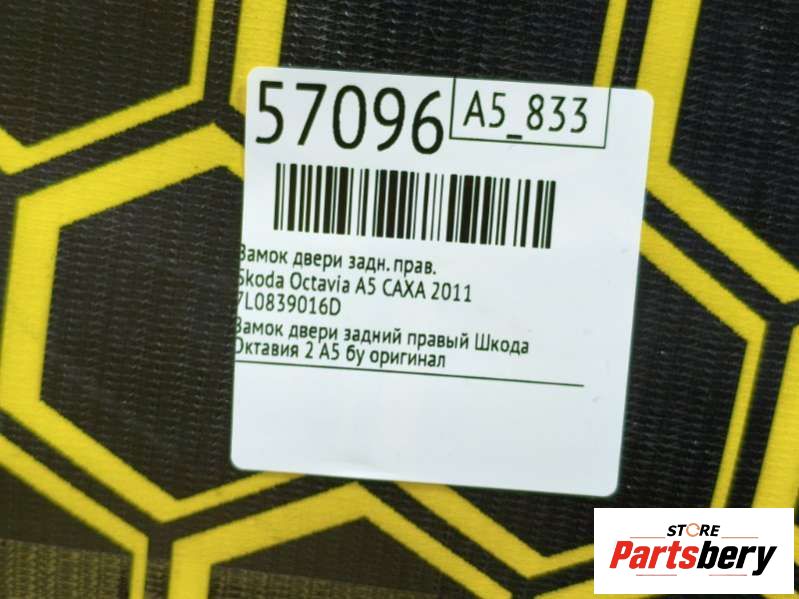 57096
A5_833
Замок двери задн. прав.
Skoda Octavia A5 CAXA 2011
7L0839016D
Замок двери задний правый Шкода
Октавия 2 А5 бу оригинал
STORE
Partsbery